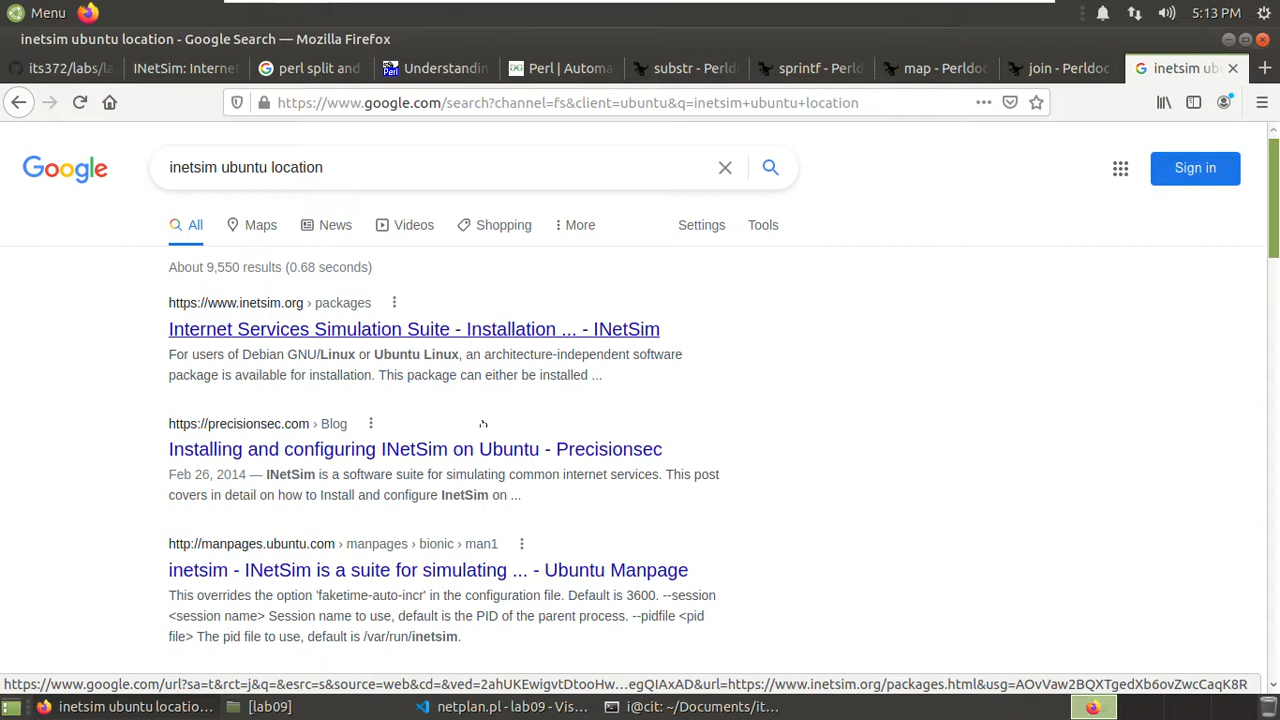 Menu
5:13 PM
inetsim ubuntu location - Google Search — Mozilla Firefox
its372/labs/la
INetSim: Internet
perl split and
Understandin
Perl | Automa
substr - Perld
sprintf - Perld
map - Perldoc
join - Perldoc
inetsim ub
https://www.google.com/search?channel=fs&client=ubuntu&q=inetsim+ubuntu+location
Google
inetsim ubuntu location
Sign in
All
Maps
News
Videos
Shopping
More
Settings
Tools
About 9,550 results (0.68 seconds)
https://www.inetsim.org › packages
Internet Services Simulation Suite - Installation ... - INetSim
For users of Debian GNU/Linux or Ubuntu Linux, an architecture-independent software
package is available for installation. This package can either be installed ...
https://precisionsec.com › Blog
Installing and configuring INetSim on Ubuntu - Precisionsec
Feb 26, 2014 — INetSim is a software suite for simulating common internet services. This post
covers in detail on how to Install and configure InetSim on ...
http://manpages.ubuntu.com › manpages › bionic › man1
inetsim - INetSim is a suite for simulating ... - Ubuntu Manpage
This overrides the option 'faketime-auto-incr' in the configuration file. Default is 3600. --session
<session name> Session name to use, default is the PID of the parent process. --pidfile <pid
file> The pid file to use, default is /var/run/inetsim.
https://www.google.com/url?sa=t&rct=j&q=&esrc=s&source=web&cd=&ved=2ahUKEwigvtDtooHw…egQIAxAD&url=https://www.inetsim.org/packages.html&usg=AOvVaw2BQXTgedXb6ovZwcCaqK8R
inetsim ubuntu locatio...
[lab09]
netplan.pl - lab09 - Visu...
i@cit: ~/Documents/it...